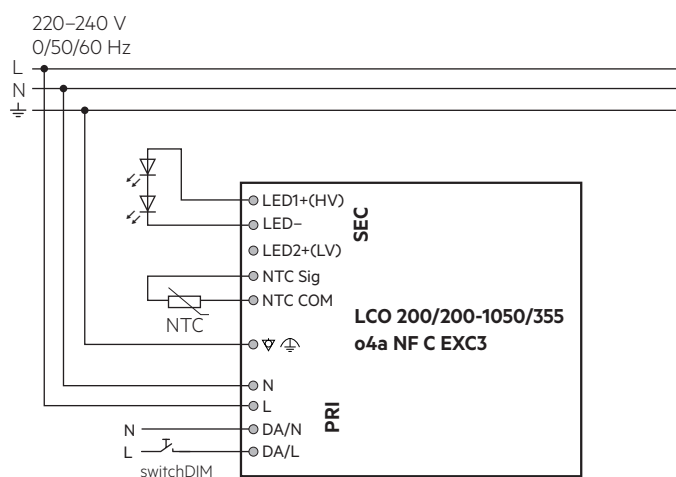 220–240 V
0/50/60 Hz
L
N
LED1+(HV)
LED–
LED2+(LV)
SEC
NTC Sig
NTC COM
NTC
LCO 200/200-1050/355
o4a NF C EXC3
N
L
PRI
N
DA/N
L
DA/L
switchDIM